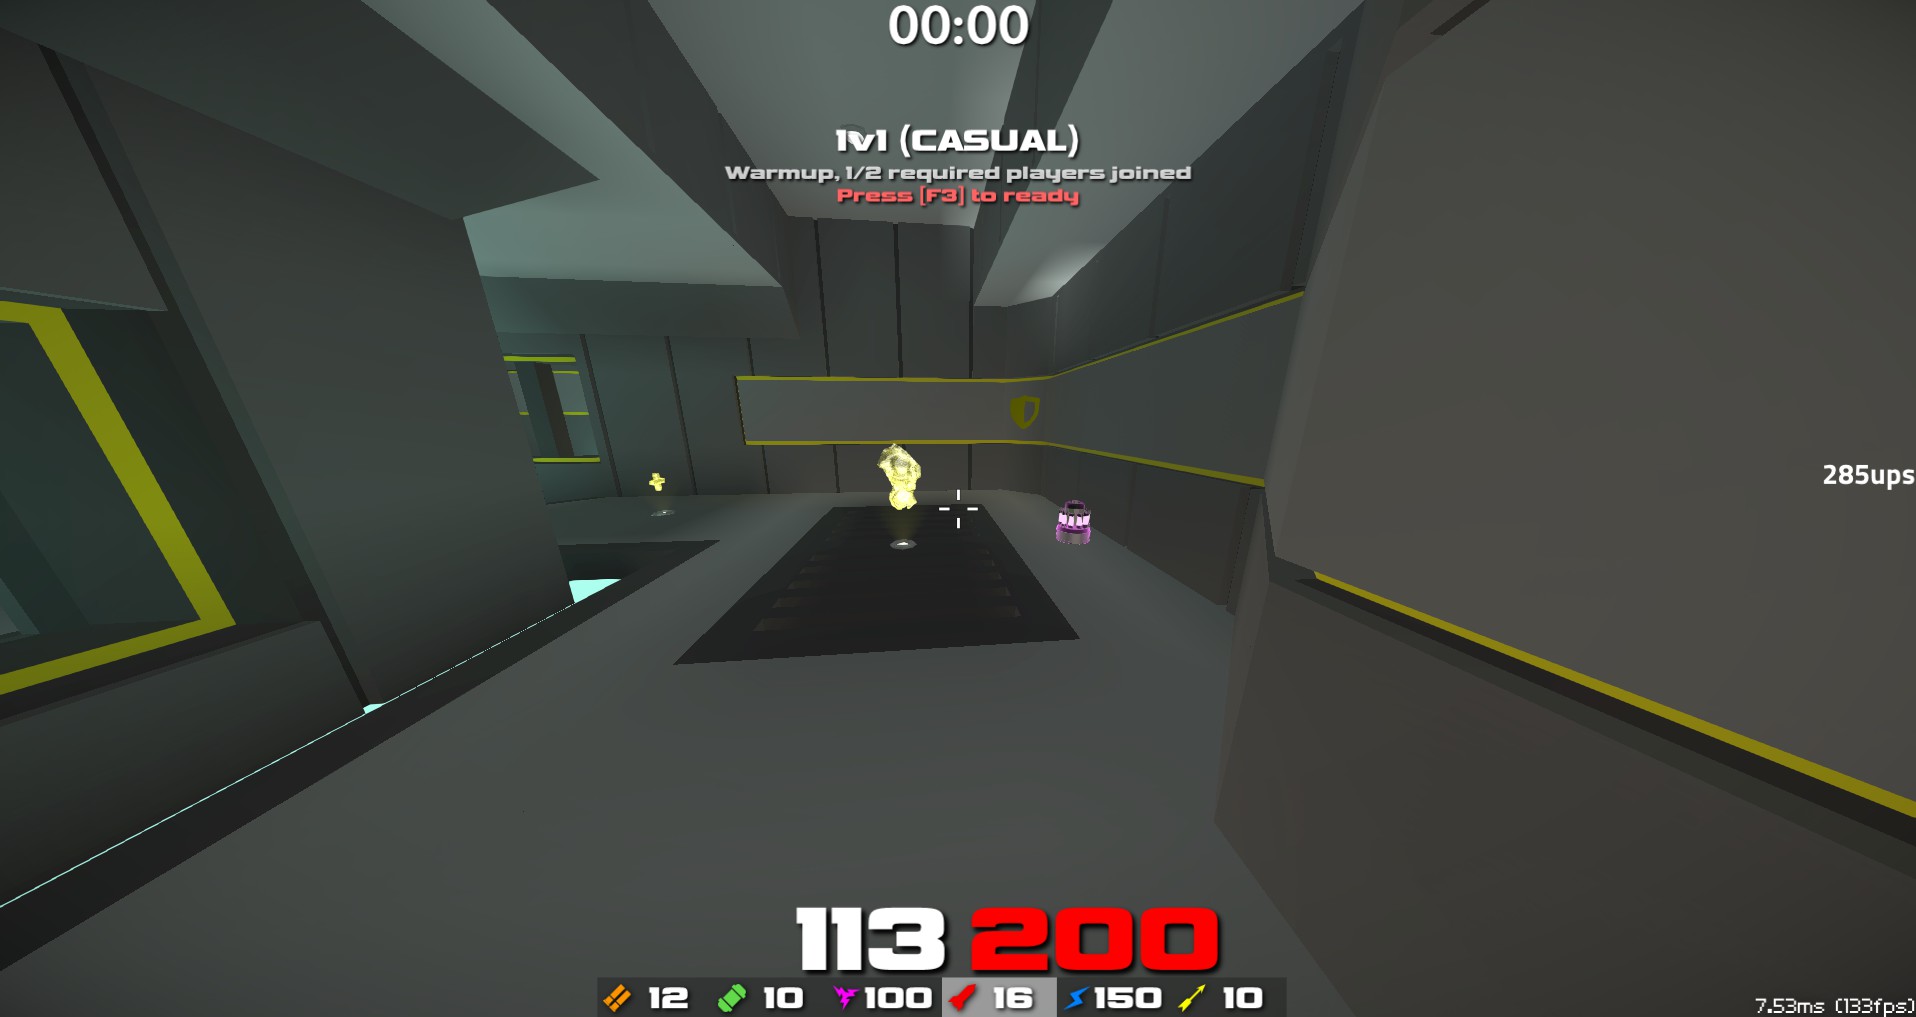 00:00
1v1 (CASUAL)
Warmup, 1/2 required players joined
Press [F3] to ready
285ups
113 200
12 10 100 16 150 10
7.53ms (133fps)